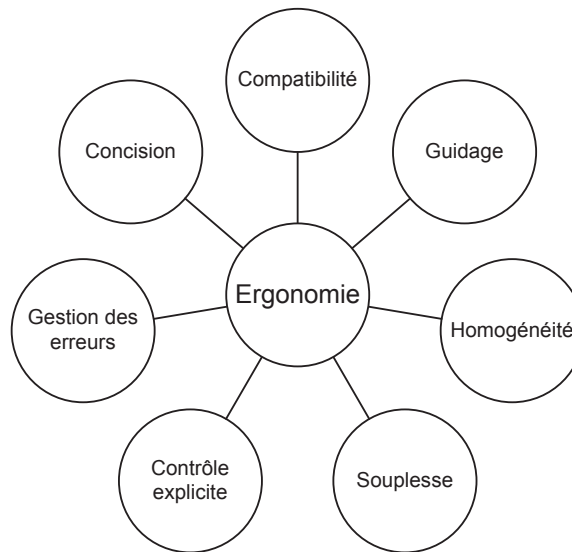 Compatibilité
Concision
Guidage
Ergonomie
Gestion des
erreurs
Homogénéité
Contrôle
explicite
Souplesse